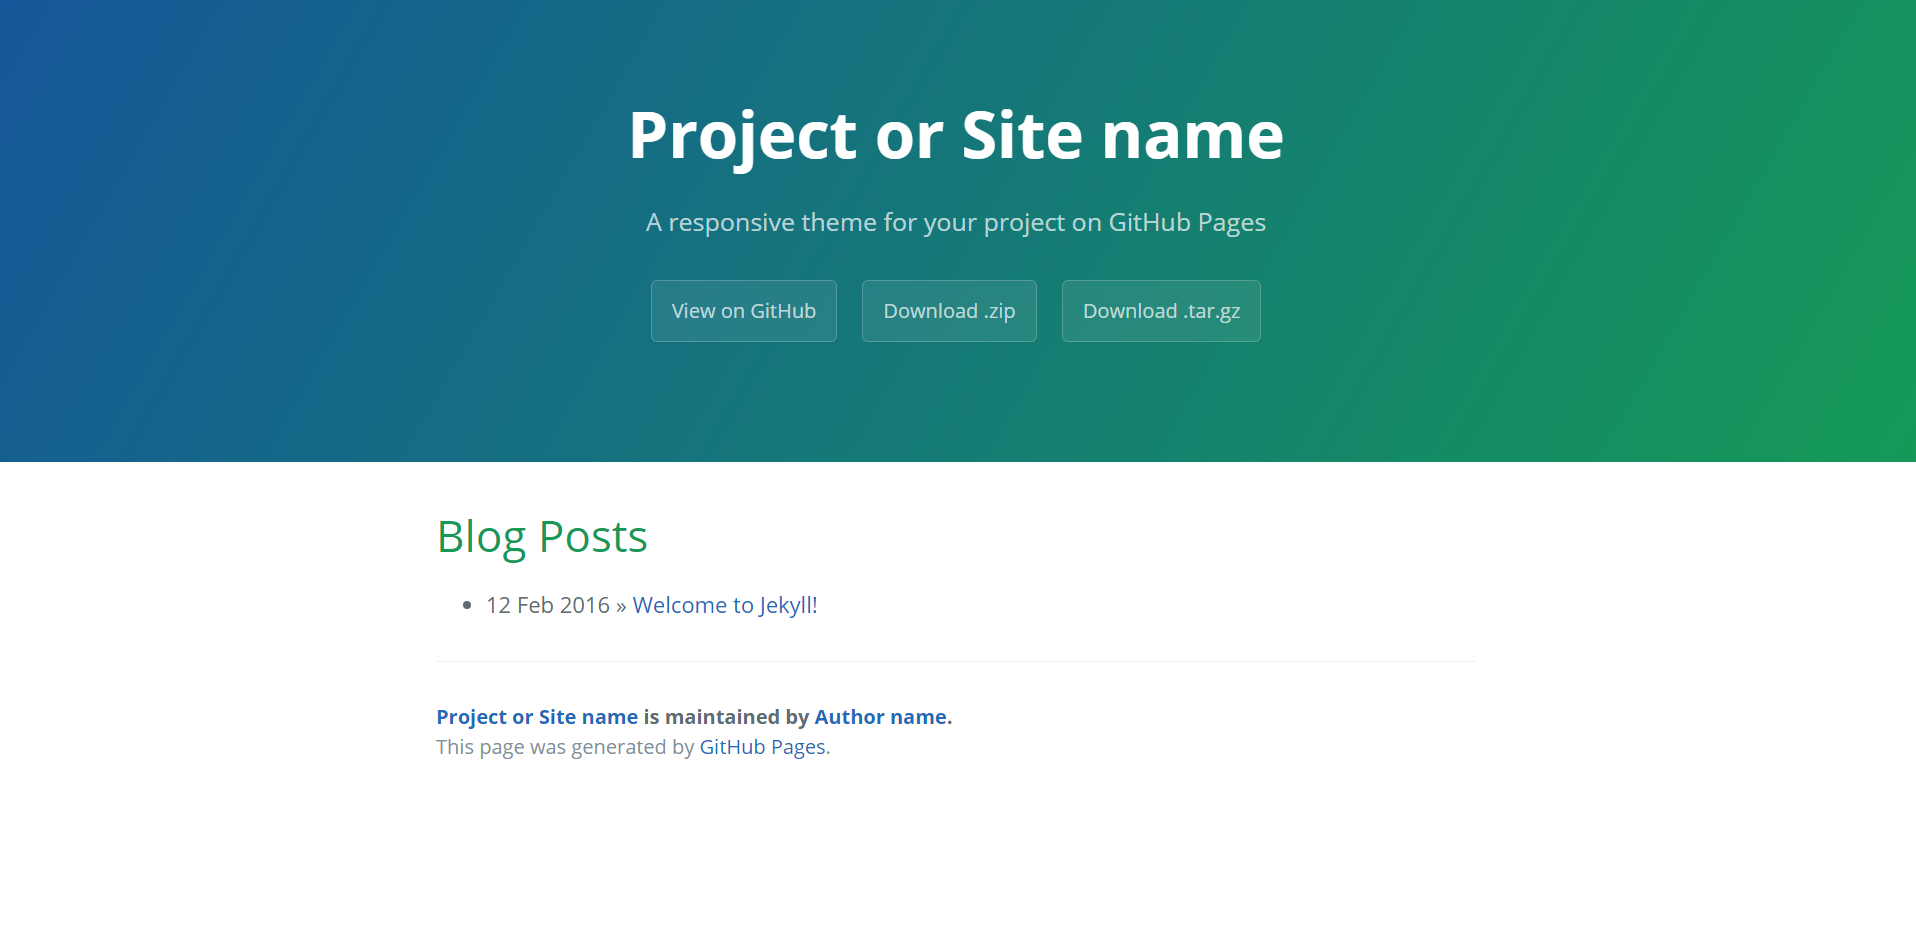 Project or Site name
A responsive theme for your project on GitHub Pages
View on GitHub
Download .zip
Download .tar.gz
Blog Posts
12 Feb 2016 » Welcome to Jekyll!
Project or Site name is maintained by Author name.
This page was generated by GitHub Pages.